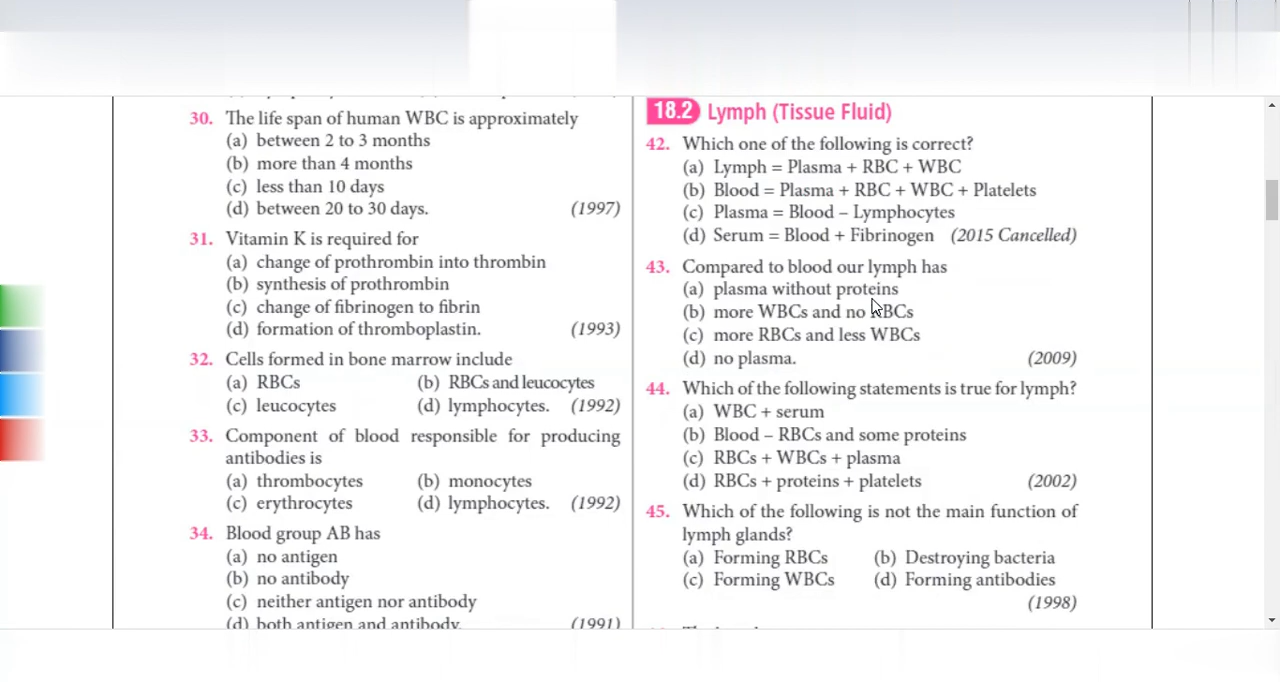 30. The life span of human WBC is approximately
(a) between 2 to 3 months
(b) more than 4 months
(c) less than 10 days
(d) between 20 to 30 days. (1997)
31. Vitamin K is required for
(a) change of prothrombin into thrombin
(b) synthesis of prothrombin
(c) change of fibrinogen to fibrin
(d) formation of thromboplastin. (1993)
32. Cells formed in bone marrow include
(a) RBCs (b) RBCs and leucocytes
(c) leucocytes (d) lymphocytes. (1992)
33. Component of blood responsible for producing
antibodies is
(a) thrombocytes (b) monocytes
(c) erythrocytes (d) lymphocytes. (1992)
34. Blood group AB has
(a) no antigen
(b) no antibody
(c) neither antigen nor antibody
(d) both antigen and antibody. (1991)
18.2 Lymph (Tissue Fluid)
42. Which one of the following is correct?
(a) Lymph = Plasma + RBC + WBC
(b) Blood = Plasma + RBC + WBC + Platelets
(c) Plasma = Blood – Lymphocytes
(d) Serum = Blood + Fibrinogen (2015 Cancelled)
43. Compared to blood our lymph has
(a) plasma without proteins
(b) more WBCs and no RBCs
(c) more RBCs and less WBCs
(d) no plasma. (2009)
44. Which of the following statements is true for lymph?
(a) WBC + serum
(b) Blood – RBCs and some proteins
(c) RBCs + WBCs + plasma
(d) RBCs + proteins + platelets (2002)
45. Which of the following is not the main function of
lymph glands?
(a) Forming RBCs (b) Destroying bacteria
(c) Forming WBCs (d) Forming antibodies
(1998)